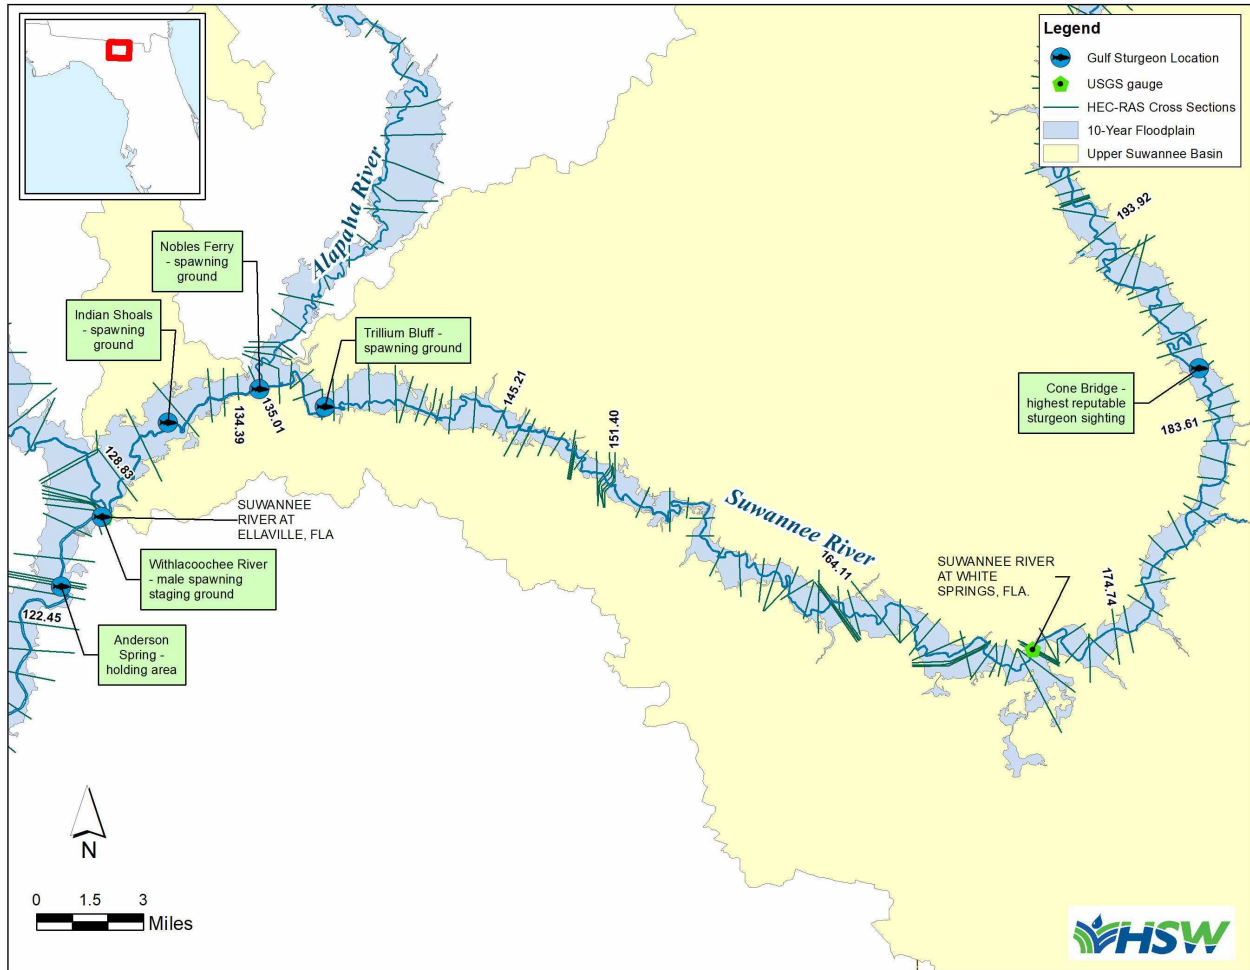 Legend
Gulf Sturgeon Location
USGS gauge
HEC-RAS Cross Sections
10-Year Floodplain
Upper Suwannee Basin
Alapaha River
193.92
Nobles Ferry
- spawning
ground
Indian Shoals
- spawning
ground
Trillium Bluff -
spawning ground
Cone Bridge -
highest reputable
sturgeon sighting
183.61
134.39
135.01
145.21
151.40
128.83
SUWANNEE
RIVER AT
ELLAVILLE, FLA
Suwannee River
164.11
SUWANNEE RIVER
AT WHITE
SPRINGS, FLA.
174.74
Withlacoochee River
- male spawning
staging ground
122.45
Anderson
Spring -
holding area
N
0 1.5 3
Miles
HSW